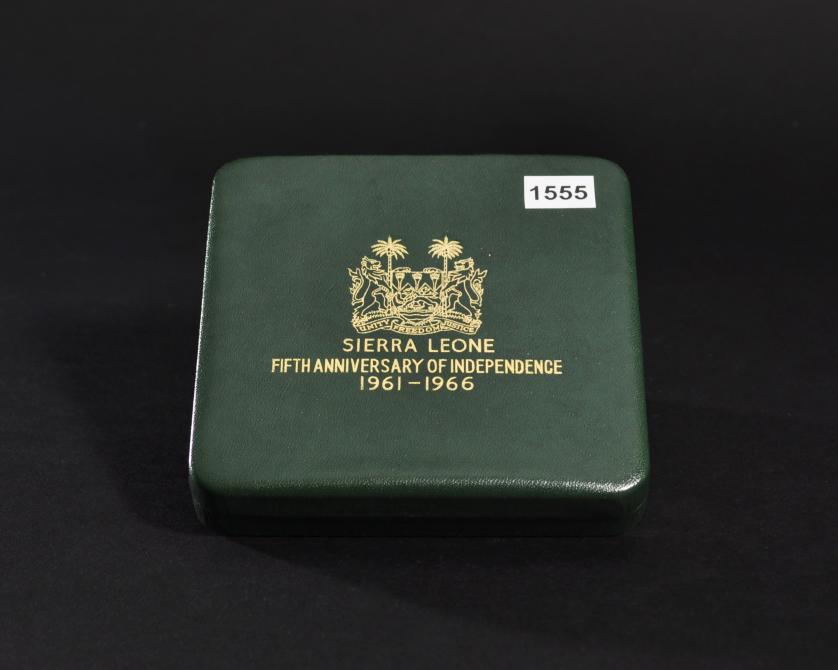 1555
UNITY FREEDOM JUSTICE
SIERRA LEONE
FIFTH ANNIVERSARY OF INDEPENDENCE
1961-1966